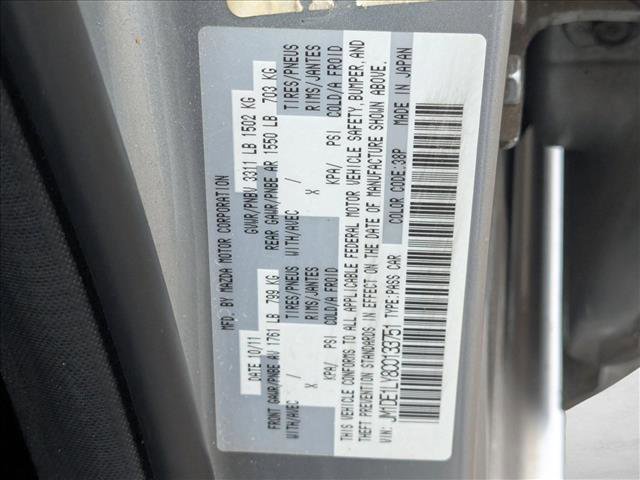 MFD. BY MAZDA MOTOR CORPORATION
DATE 10/11 GVWR/PNBV 3311 LB 1502 KG
FRONT GAWR/PNBE AV 1761 LB 799 KG REAR GAWR/PNBE AR 1550 LB 703 KG
WITH/AVEC / TIRES/PNEUS WITH/AVEC / TIRES/PNEUS
X RIMS/JANTES X RIMS/JANTES
KPA/ PSI COLD/A FROID KPA/ PSI COLD/A FROID
THIS VEHICLE CONFORMS TO ALL APPLICABLE FEDERAL MOTOR VEHICLE SAFETY, BUMPER, AND
THEFT PREVENTION STANDARDS IN EFFECT ON THE DATE OF MANUFACTURE SHOWN ABOVE.
VIN: JM1DE1LY8C0133751 TYPE:PASS CAR COLOR CODE:38P MADE IN JAPAN